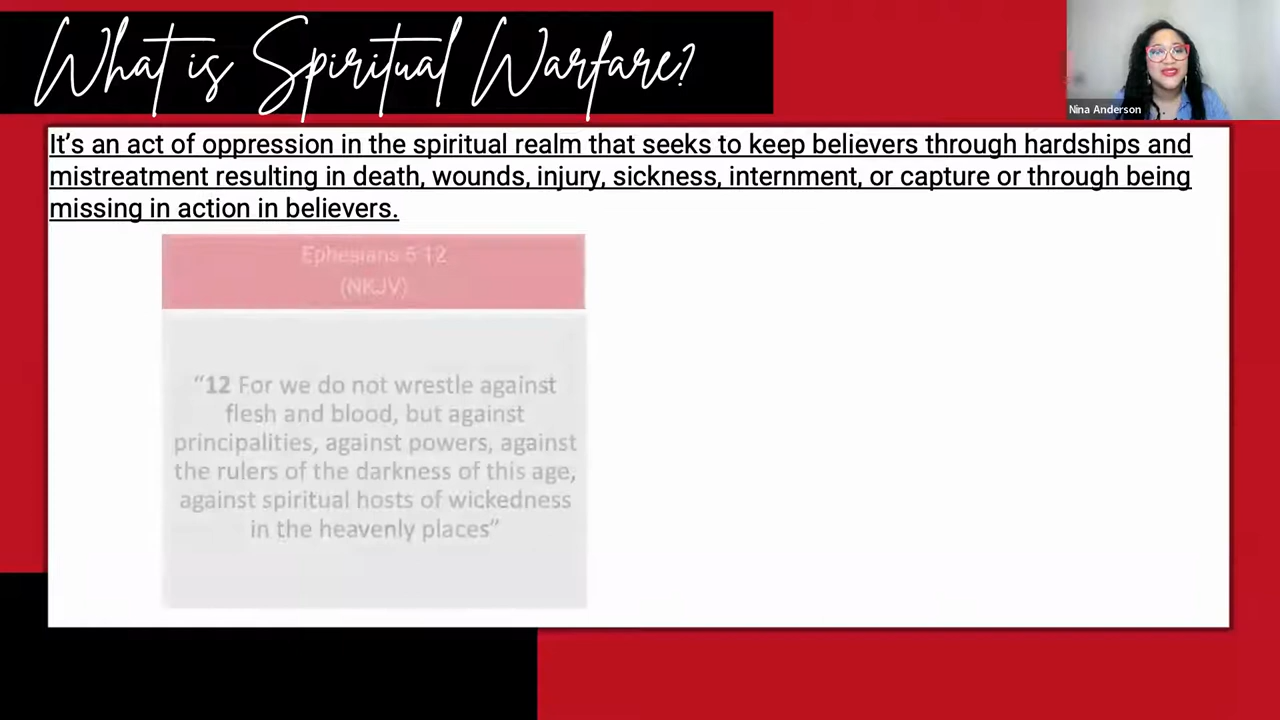 What is Spiritual Warfare?
Nina Anderson
It’s an act of oppression in the spiritual realm that seeks to keep believers through hardships and
mistreatment resulting in death, wounds, injury, sickness, internment, or capture or through being
missing in action in believers.
Ephesians 6:12
(NKJV)
“12 For we do not wrestle against
flesh and blood, but against
principalities, against powers, against
the rulers of the darkness of this age,
against spiritual hosts of wickedness
in the heavenly places”